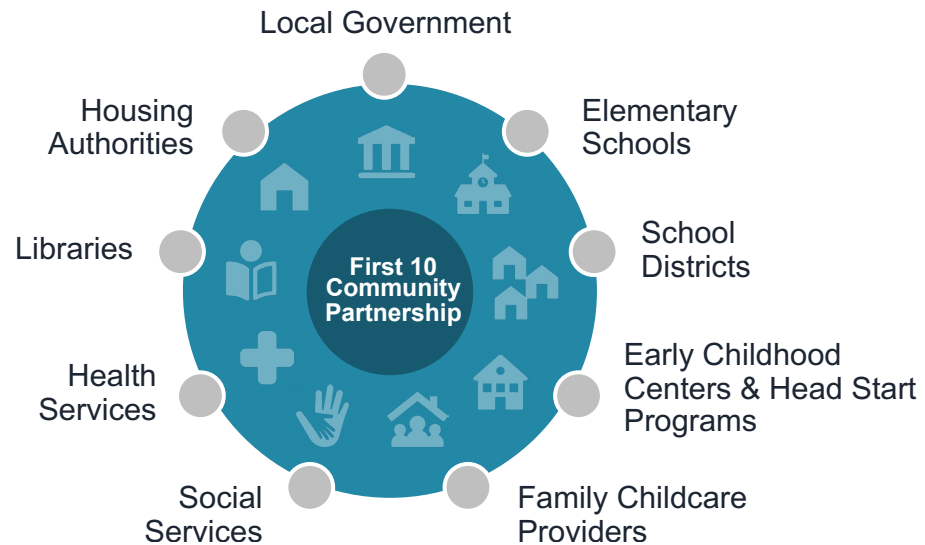 Local Government
Housing
Authorities
Elementary
Schools
Libraries
School
Districts
First 10
Community
Partnership
Health
Services
Early Childhood
Centers & Head Start
Programs
Social
Services
Family Childcare
Providers